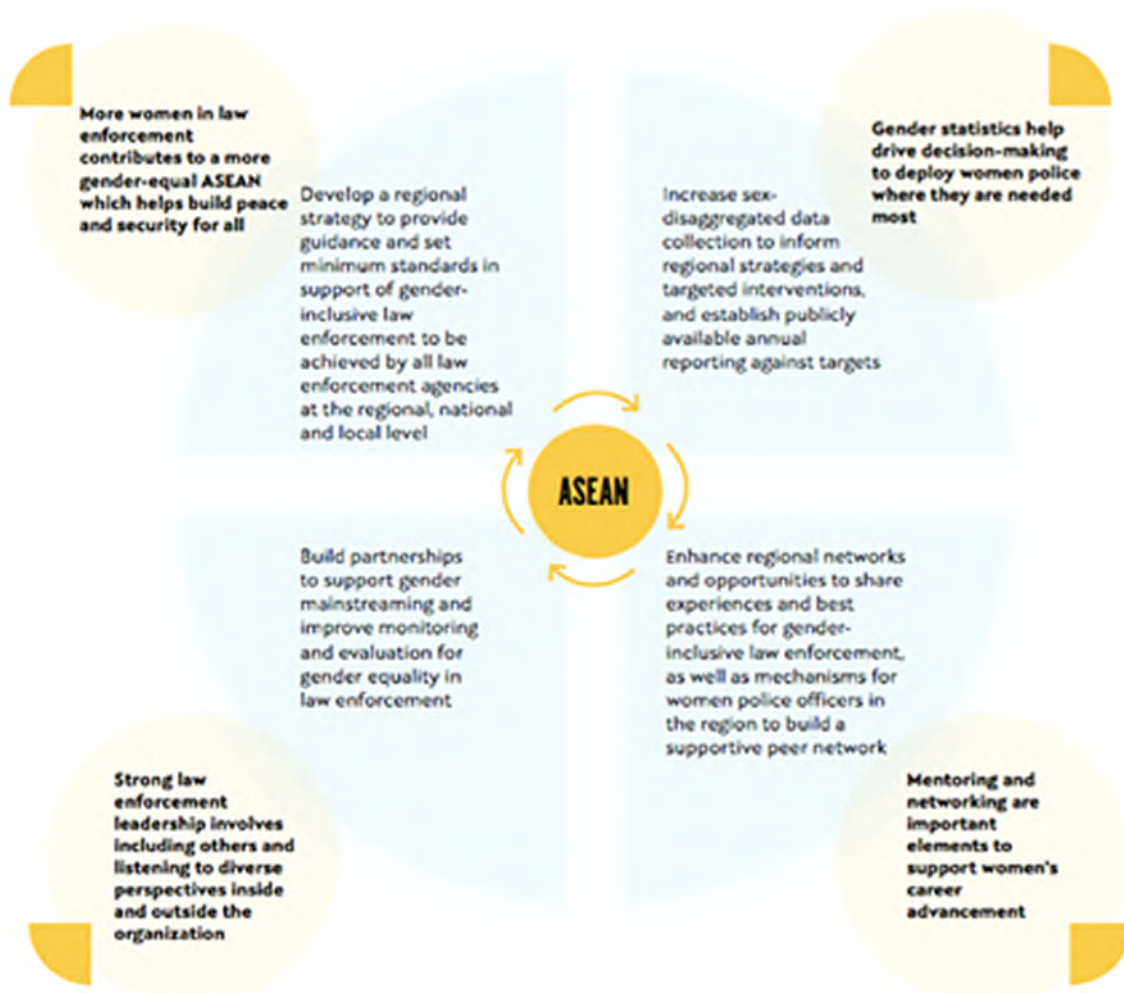 More women in law
enforcement
contributes to a more
gender-equal ASEAN
which helps build peace
and security for all
Develop a regional
strategy to provide
guidance and set
minimum standards in
support of gender-
inclusive law
enforcement to be
achieved by all law
enforcement agencies
at the regional, national
and local level
Increase sex-
disaggregated data
collection to inform
regional strategies and
targeted interventions,
and establish publicly
available annual
reporting against targets
Gender statistics help
drive decision-making
to deploy women police
where they are needed
most
ASEAN
Build partnerships
to support gender
mainstreaming and
improve monitoring
and evaluation for
gender equality in
law enforcement
Enhance regional networks
and opportunities to share
experiences and best
practices for gender-
inclusive law enforcement,
as well as mechanisms for
women police officers in
the region to build a
supportive peer network
Strong law
enforcement
leadership involves
including others and
listening to diverse
perspectives inside
and outside the
organization
Mentoring and
networking are
important
elements to
support women's
career
advancement